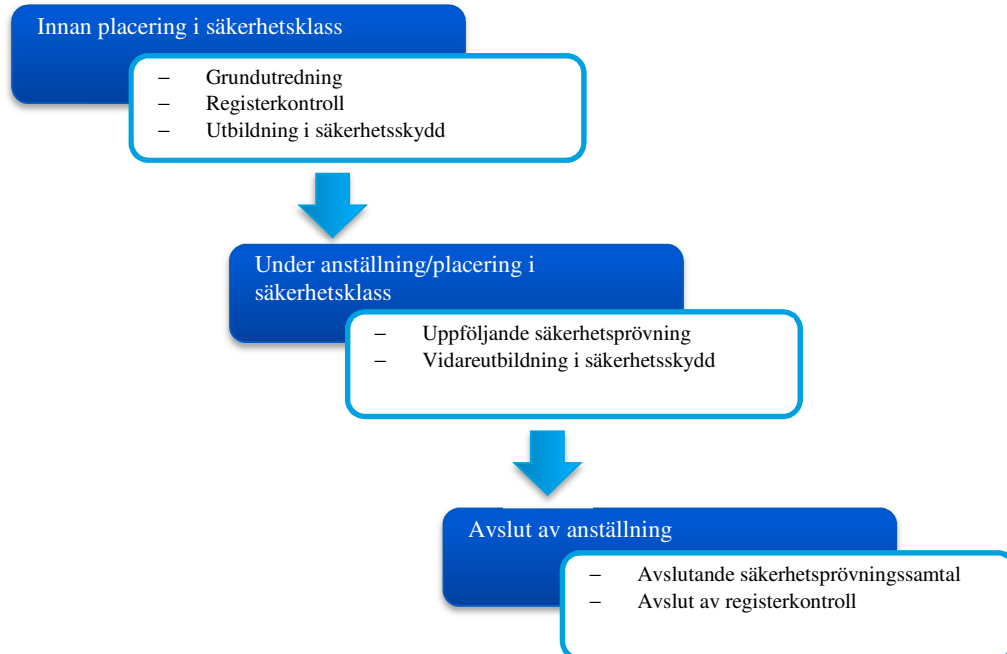 Innan placering i säkerhetsklass
– Grundutredning
– Registerkontroll
– Utbildning i säkerhetsskydd
Under anställning/placering i
säkerhetsklass
– Uppföljande säkerhetsprövning
– Vidareutbildning i säkerhetsskydd
Avslut av anställning
– Avslutande säkerhetsprövningssamtal
– Avslut av registerkontroll